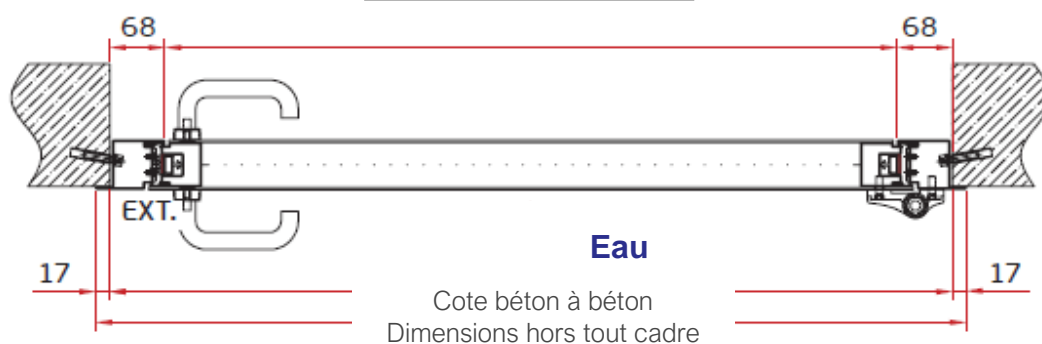 68 68
EXT.
Eau
17 17
Cote béton à béton
Dimensions hors tout cadre